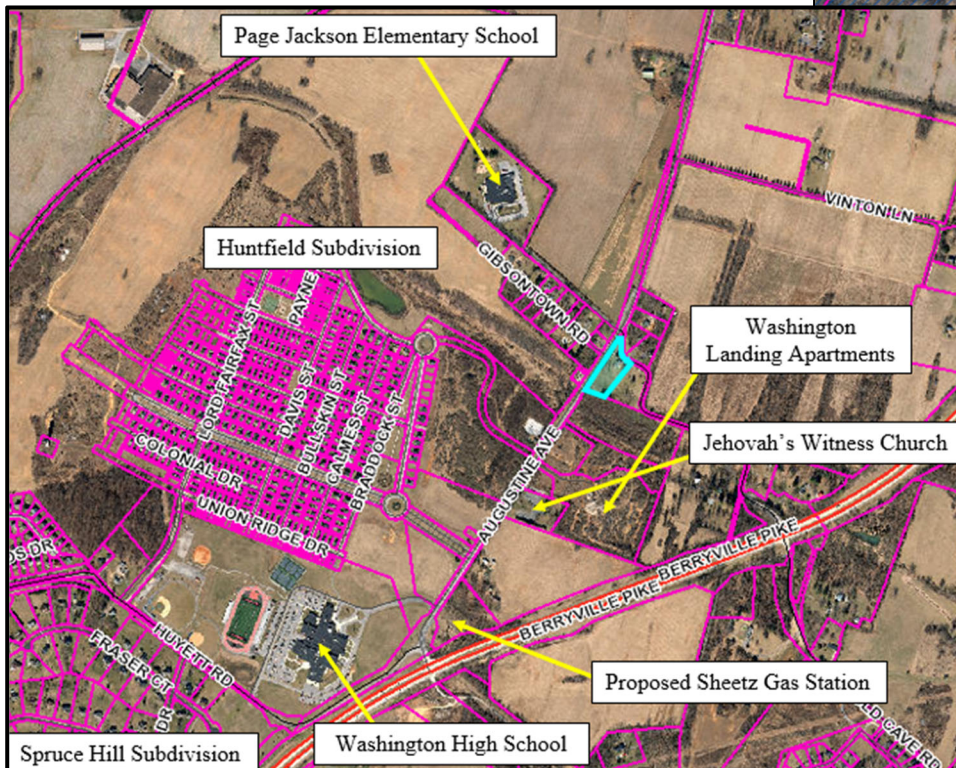 Page Jackson Elementary School
VINTON LN
Huntfield Subdivision
GIBSONTOWN RD
PAYNE
LORD FAIRFAX ST
DAVIS ST
BULLSKIN ST
CALMES ST
BRADDOCK ST
Washington
Landing Apartments
Jehovah's Witness Church
COLONIAL DR
UNION RIDGE DR
AUGUSTINE AVE
DS DR
BERRYVILLE PIKE
BERRYVILLE PIKE
HUYETT RD
FRASER CT
DR
Proposed Sheetz Gas Station
LD CAVE RD
Spruce Hill Subdivision
Washington High School